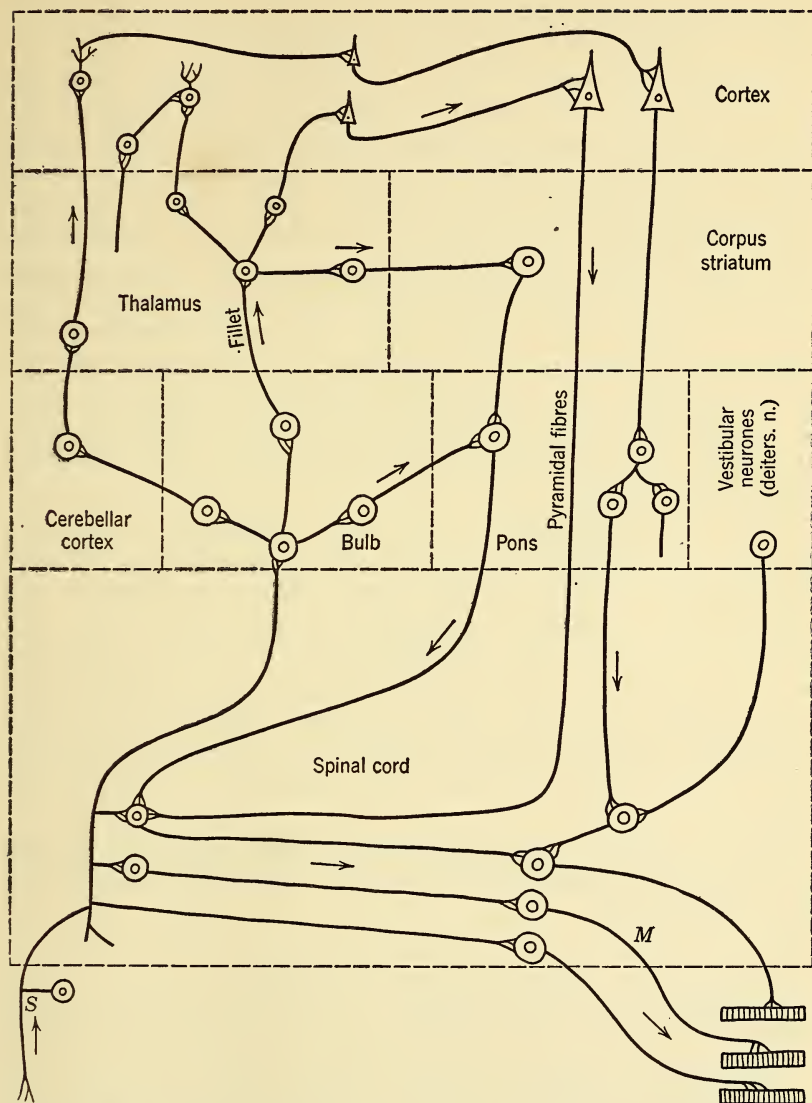 Cortex
Corpus
striatum
Thalamus
Fillet
Cerebellar
cortex
Bulb
Pons
Pyramidal fibres
Vestibular
neurones
(deiters. n.)
Spinal cord
M
S